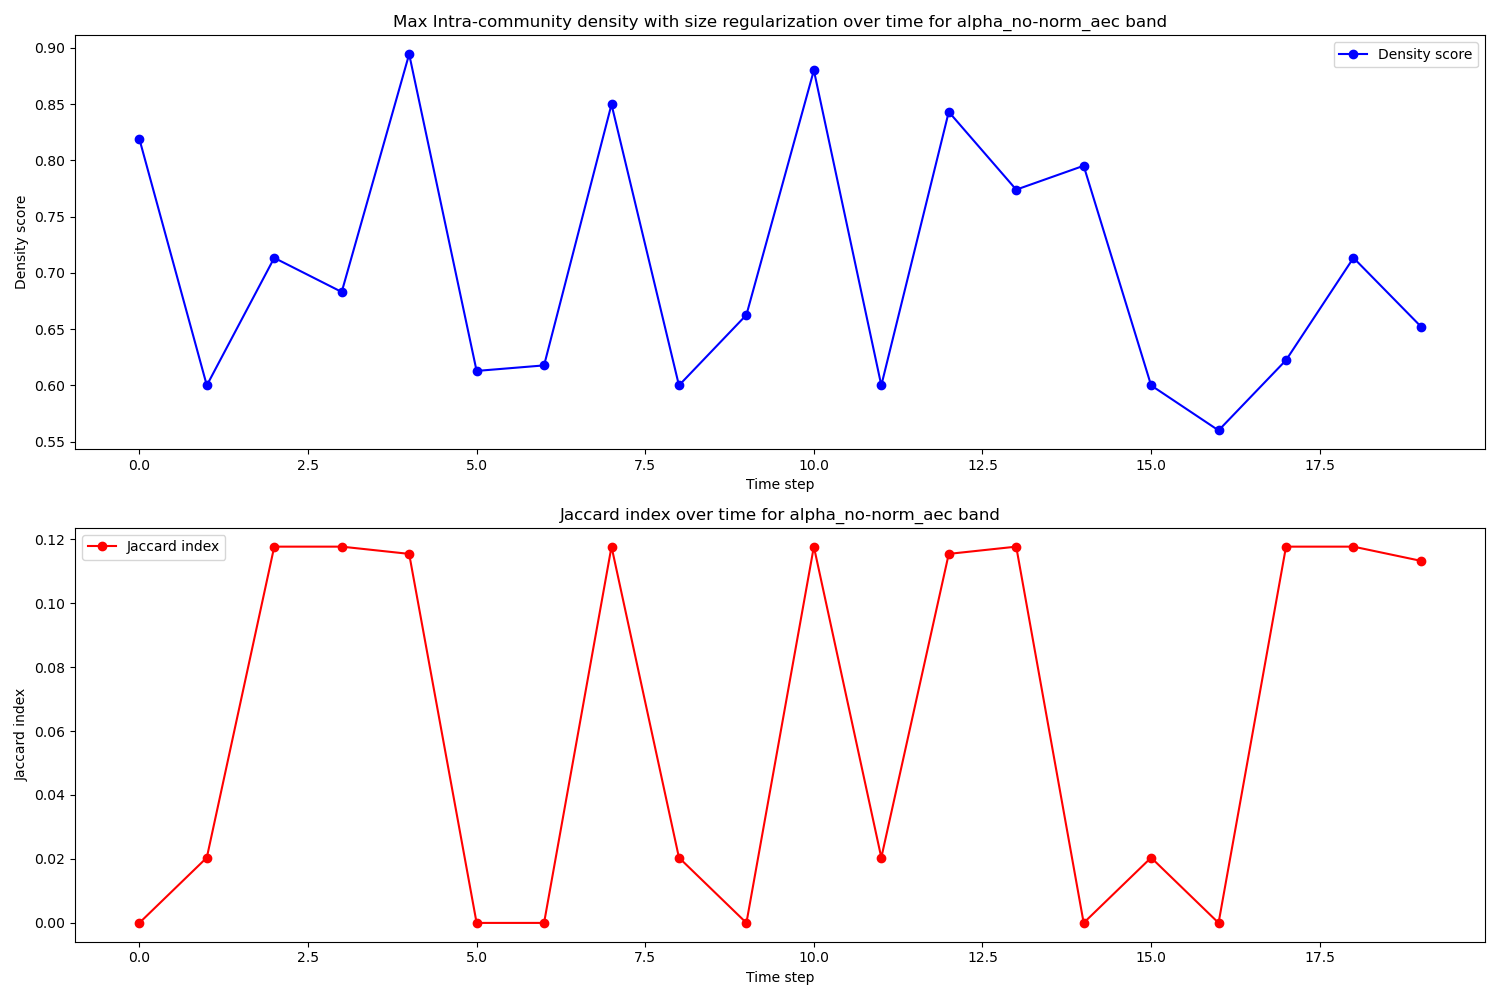 Max Intra-community density with size regularization over time for alpha_no-norm_aec band
Density score
0.90
0.85
0.80
0.75
0.70
0.65
0.60
0.55
Density score
0.0 2.5 5.0 7.5 10.0 12.5 15.0 17.5
Time step
Jaccard index over time for alpha_no-norm_aec band
Jaccard index
0.12
0.10
0.08
0.06
0.04
0.02
0.00
Jaccard index
0.0 2.5 5.0 7.5 10.0 12.5 15.0 17.5
Time step